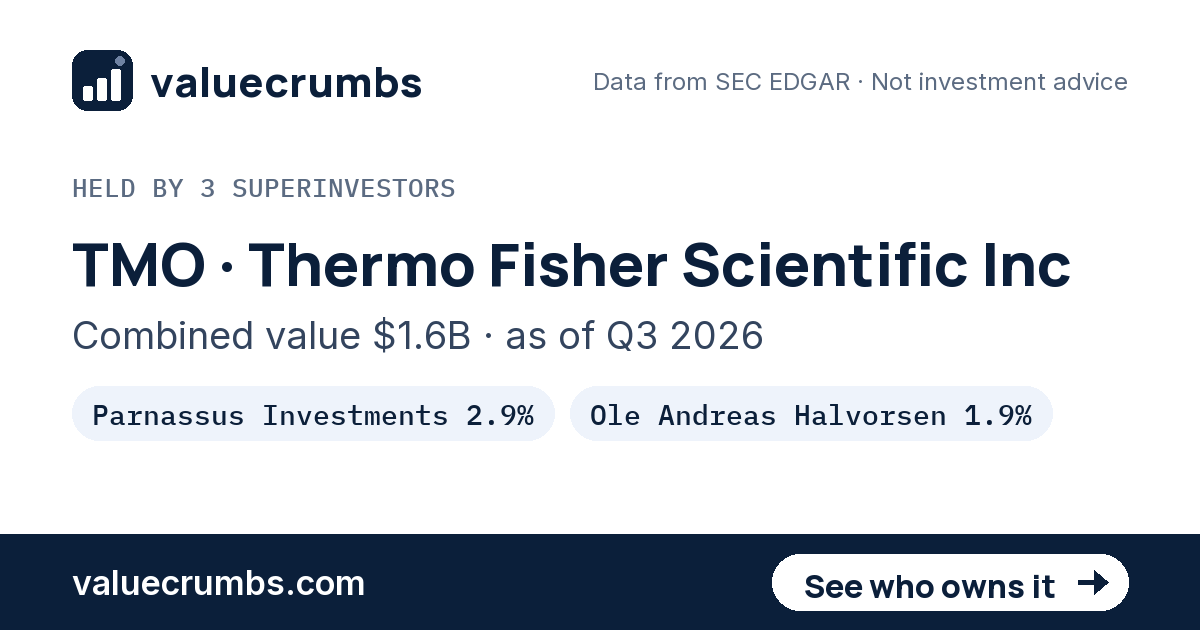 valuecrumbs
Data from SEC EDGAR · Not investment advice
HELD BY 3 SUPERINVESTORS
TMO · Thermo Fisher Scientific Inc
Combined value $1.6B · as of Q3 2026
Parnassus Investments 2.9%
Ole Andreas Halvorsen 1.9%
valuecrumbs.com
See who owns it →